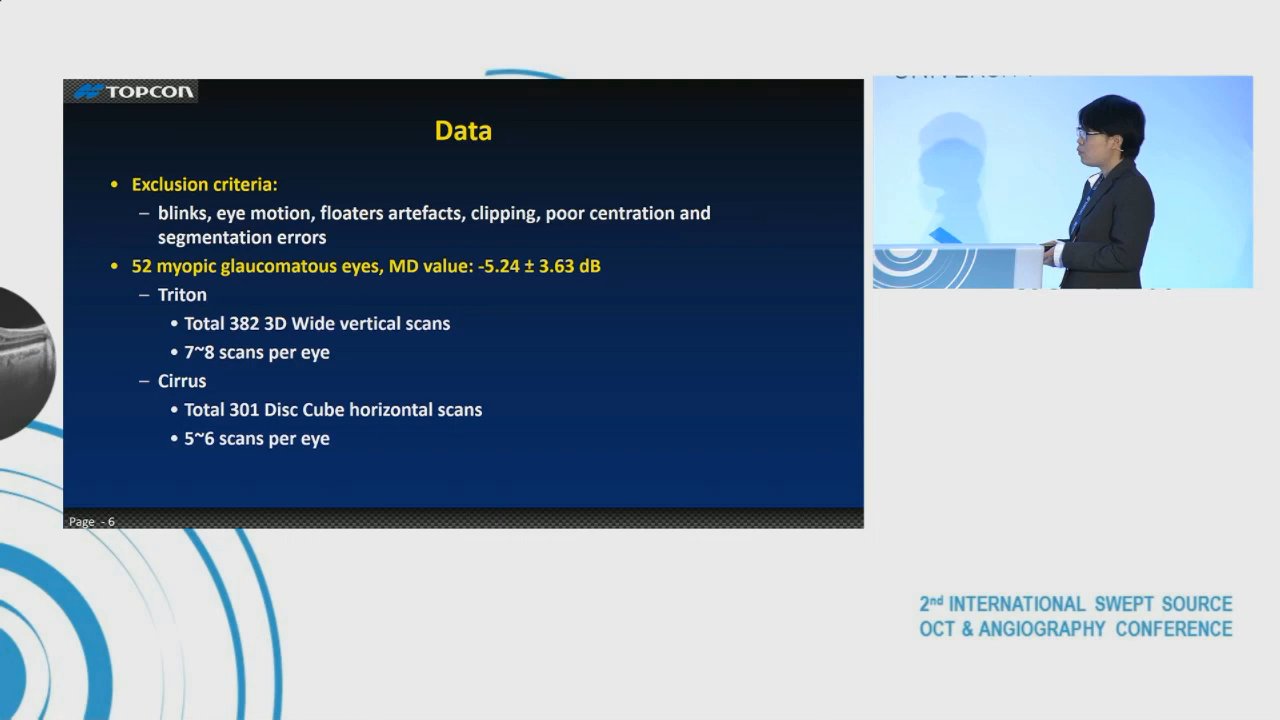 TOPCON
Data
• Exclusion criteria:
– blinks, eye motion, floaters artefacts, clipping, poor centration and
segmentation errors
• 52 myopic glaucomatous eyes, MD value: -5.24 ± 3.63 dB
– Triton
• Total 382 3D Wide vertical scans
• 7~8 scans per eye
– Cirrus
• Total 301 Disc Cube horizontal scans
• 5~6 scans per eye
Page - 6
2nd INTERNATIONAL SWEPT SOURCE
OCT & ANGIOGRAPHY CONFERENCE